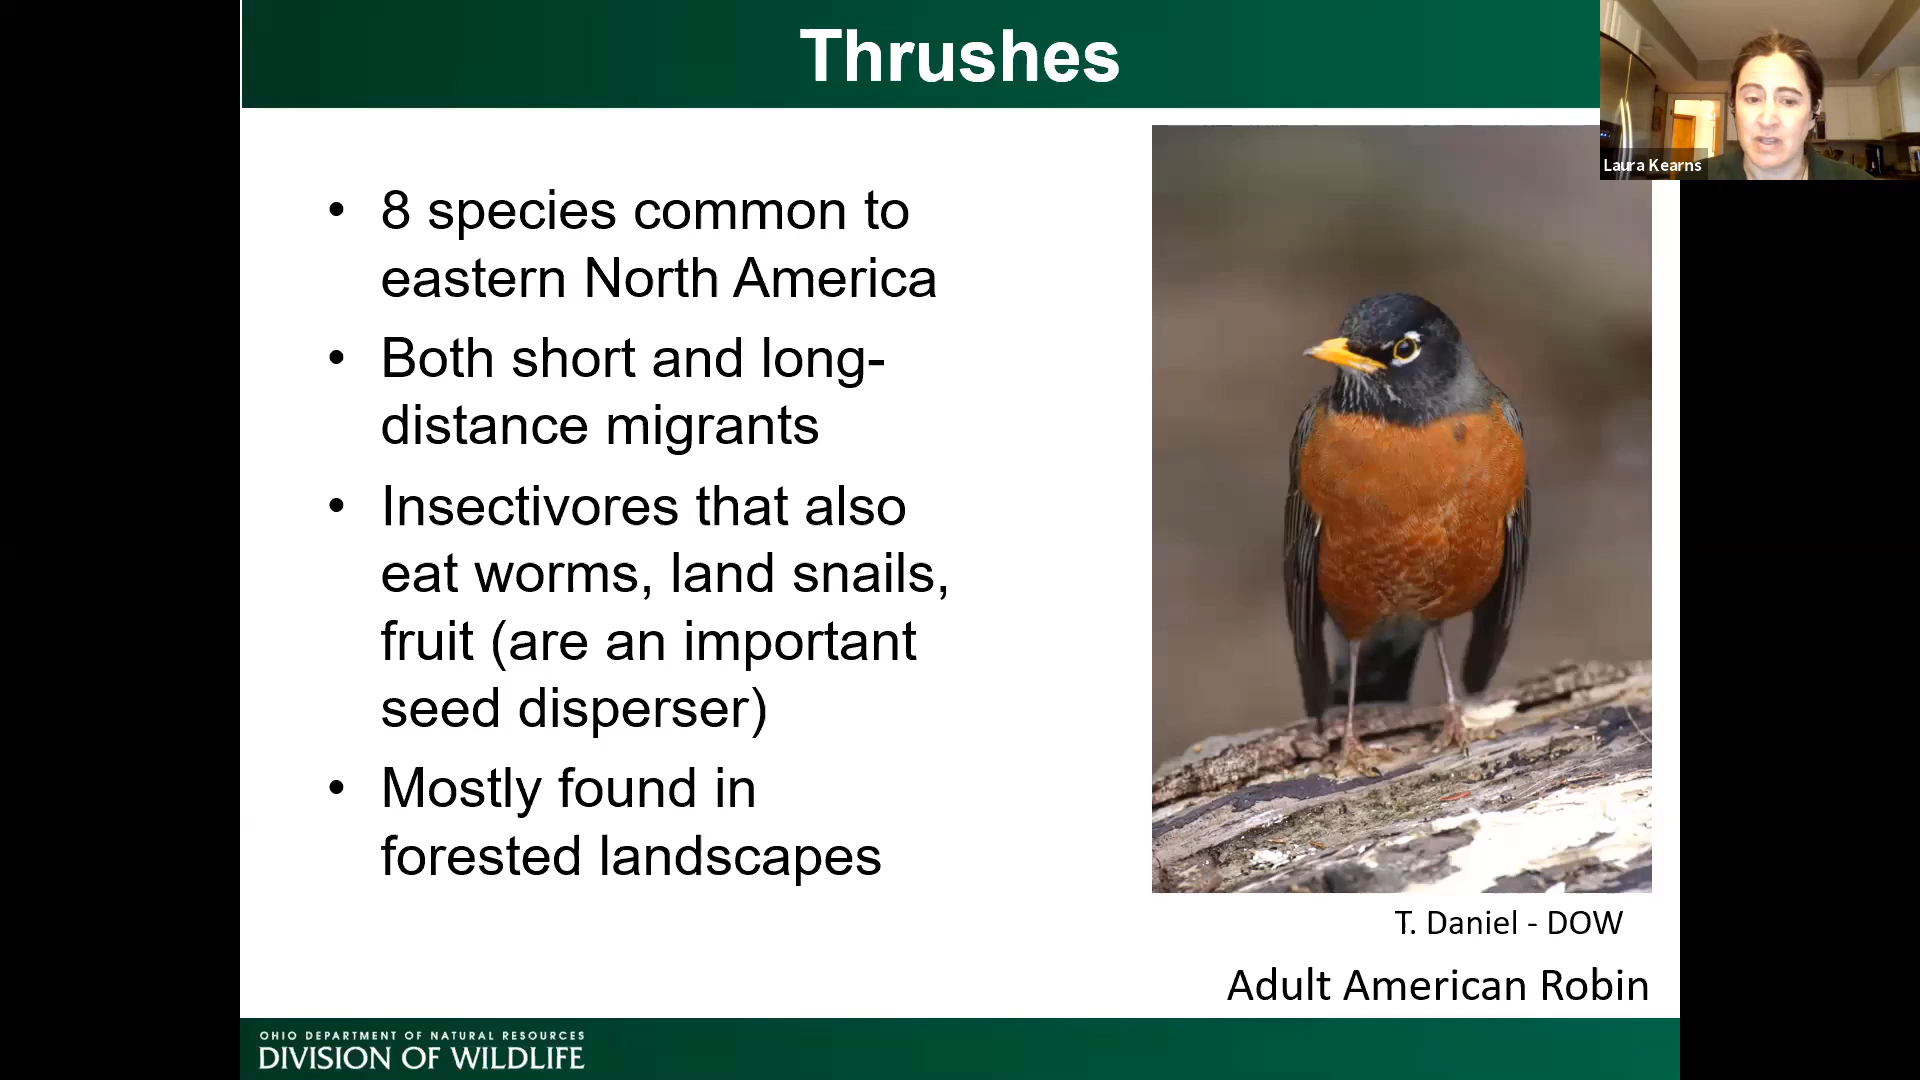 Thrushes
Laura Kearns
• 8 species common to
eastern North America
• Both short and long-
distance migrants
• Insectivores that also
eat worms, land snails,
fruit (are an important
seed disperser)
• Mostly found in
forested landscapes
T. Daniel - DOW
Adult American Robin
OHIO DEPARTMENT OF NATURAL RESOURCES
DIVISION OF WILDLIFE